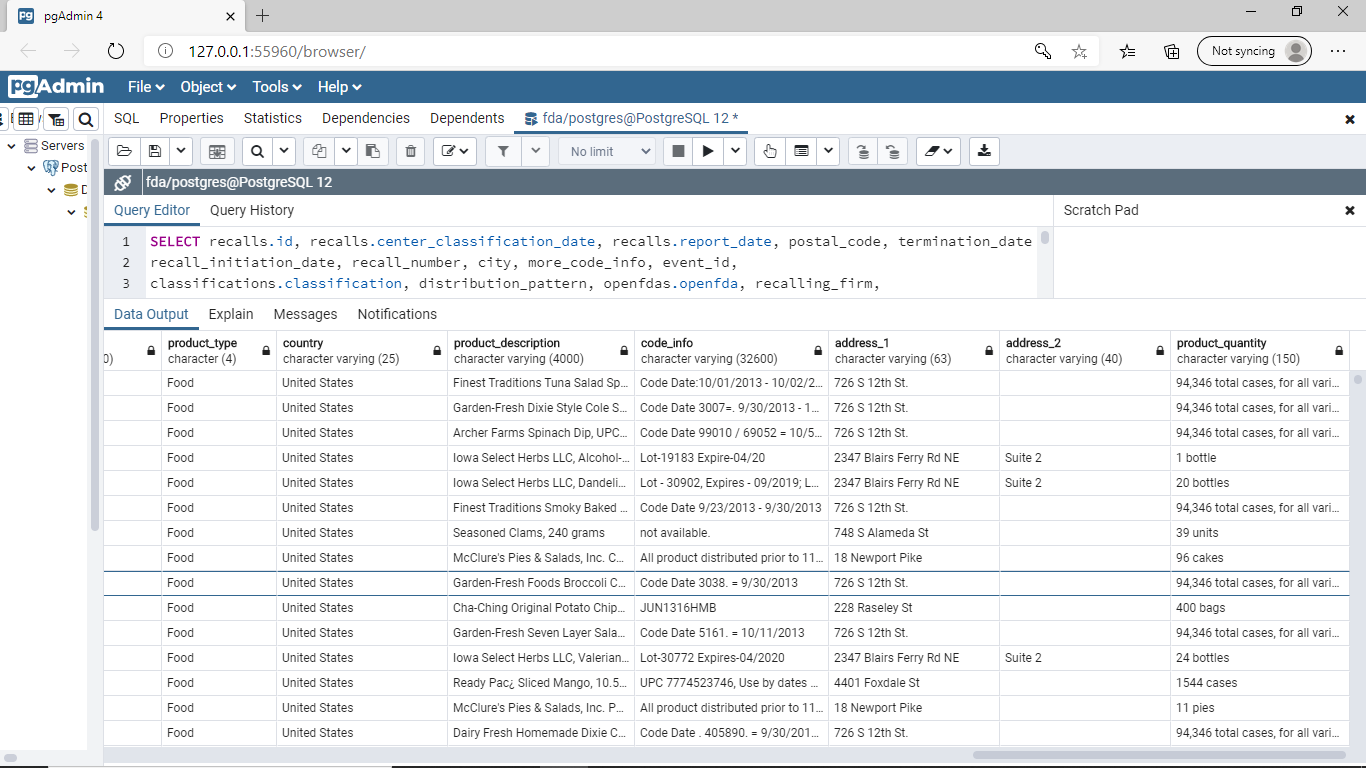 pgAdmin 4
127.0.0.1:55960/browser/
Not syncing
pgAdmin File Object Tools Help
SQL Properties Statistics Dependencies Dependents fda/postgres@PostgreSQL 12 *
Servers
Post
No limit
fda/postgres@PostgreSQL 12
Query Editor Query History Scratch Pad
1 SELECT recalls.id, recalls.center_classification_date, recalls.report_date, postal_code, termination_date
2 recall_initiation_date, recall_number, city, more_code_info, event_id,
3 classifications.classification, distribution_pattern, openfdas.openfda, recalling_firm,
Data Output Explain Messages Notifications
product_type country product_description code_info address_1 address_2 product_quantity
0) character (4) character varying (25) character varying (4000) character varying (32600) character varying (63) character varying (40) character varying (150)
Food United States Finest Traditions Tuna Salad Sp... Code Date:10/01/2013 - 10/02/2... 726 S 12th St. 94,346 total cases, for all vari...
Food United States Garden-Fresh Dixie Style Cole S... Code Date 3007=. 9/30/2013 - 1... 726 S 12th St. 94,346 total cases, for all vari...
Food United States Archer Farms Spinach Dip, UPC... Code Date 99010 / 69052 = 10/5... 726 S 12th St. 94,346 total cases, for all vari...
Food United States Iowa Select Herbs LLC, Alcohol-... Lot-19183 Expire-04/20 2347 Blairs Ferry Rd NE Suite 2 1 bottle
Food United States Iowa Select Herbs LLC, Dandeli... Lot - 30902, Expires - 09/2019; L... 2347 Blairs Ferry Rd NE Suite 2 20 bottles
Food United States Finest Traditions Smoky Baked ... Code Date 9/23/2013 - 9/30/2013 726 S 12th St. 94,346 total cases, for all vari...
Food United States Seasoned Clams, 240 grams not available. 748 S Alameda St 39 units
Food United States McClure's Pies & Salads, Inc. C... All product distributed prior to 11... 18 Newport Pike 96 cakes
Food United States Garden-Fresh Foods Broccoli C... Code Date 3038. = 9/30/2013 726 S 12th St. 94,346 total cases, for all vari...
Food United States Cha-Ching Original Potato Chip... JUN1316HMB 228 Raseley St 400 bags
Food United States Garden-Fresh Seven Layer Sala... Code Date 5161. = 10/11/2013 726 S 12th St. 94,346 total cases, for all vari...
Food United States Iowa Select Herbs LLC, Valerian... Lot-30772 Expires-04/2020 2347 Blairs Ferry Rd NE Suite 2 24 bottles
Food United States Ready Pac¿ Sliced Mango, 10.5... UPC 7774523746, Use by dates ... 4401 Foxdale St 1544 cases
Food United States McClure's Pies & Salads, Inc. P... All product distributed prior to 11... 18 Newport Pike 11 pies
Food United States Dairy Fresh Homemade Dixie C... Code Date . 405890. = 9/30/201... 726 S 12th St. 94,346 total cases, for all vari...